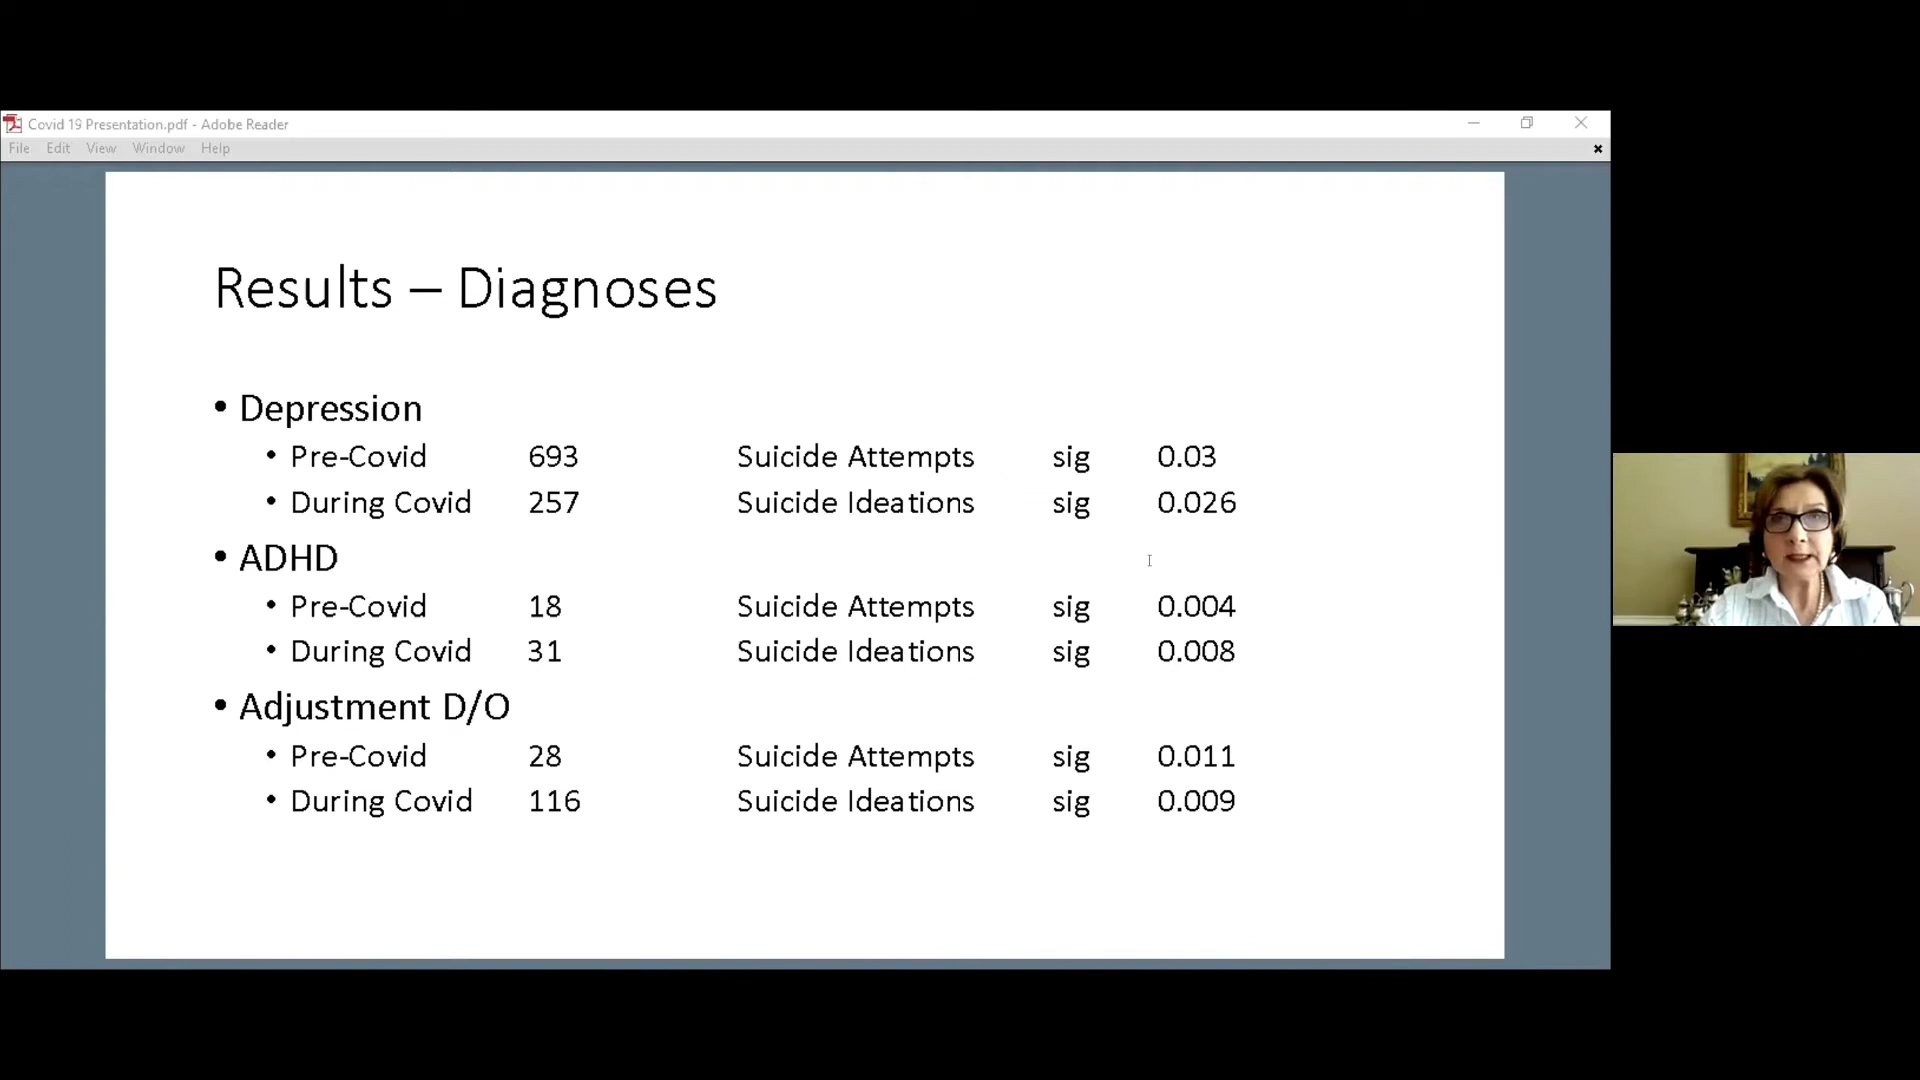 Covid 19 Presentation.pdf - Adobe Reader
File Edit View Window Help
Results – Diagnoses
• Depression
• Pre-Covid 693 Suicide Attempts sig 0.03
• During Covid 257 Suicide Ideations sig 0.026
• ADHD
• Pre-Covid 18 Suicide Attempts sig 0.004
• During Covid 31 Suicide Ideations sig 0.008
• Adjustment D/O
• Pre-Covid 28 Suicide Attempts sig 0.011
• During Covid 116 Suicide Ideations sig 0.009